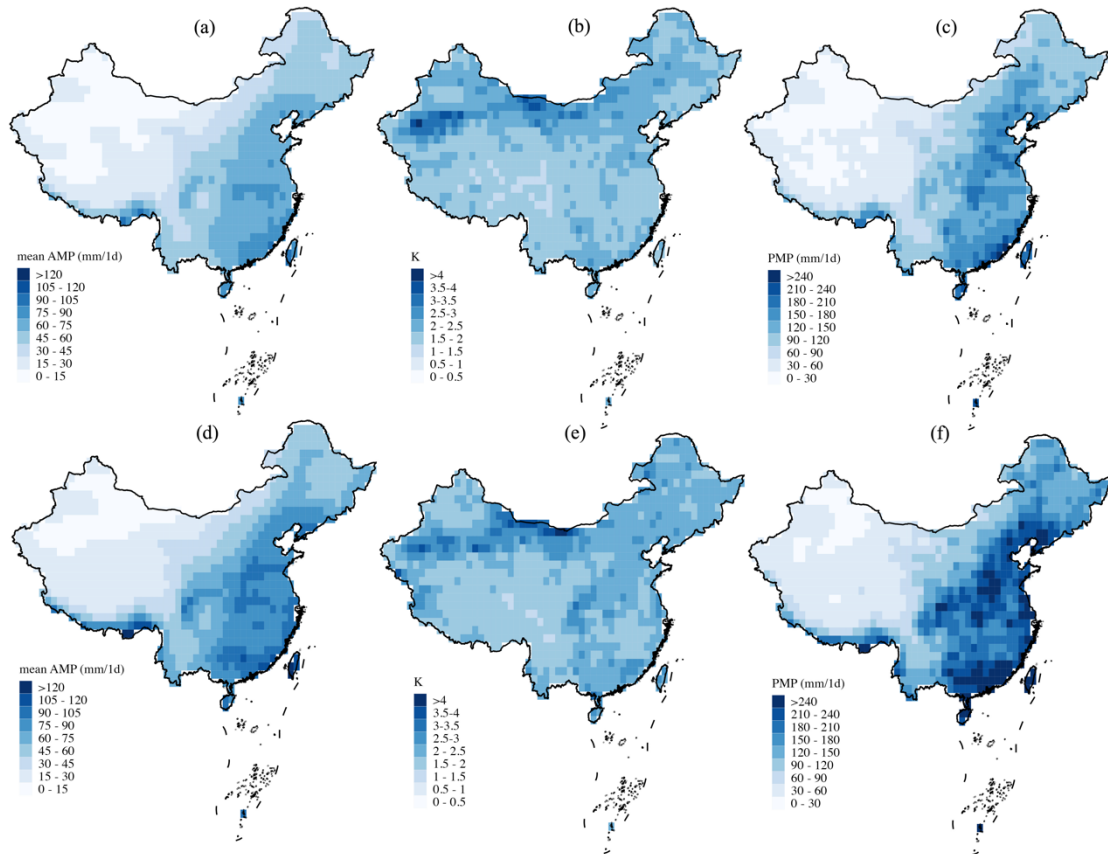 (a)
(b)
(c)
mean AMP (mm/1d)
>120
105 - 120
90 - 105
75 - 90
60 - 75
45 - 60
30 - 45
15 - 30
0 - 15
K
>4
3.5-4
3-3.5
2.5-3
2 - 2.5
1.5 - 2
1 - 1.5
0.5 - 1
0 - 0.5
PMP (mm/1d)
>240
210 - 240
180 - 210
150 - 180
120 - 150
90 - 120
60 - 90
30 - 60
0 - 30
(d)
(e)
(f)
mean AMP (mm/1d)
>120
105 - 120
90 - 105
75 - 90
60 - 75
45 - 60
30 - 45
15 - 30
0 - 15
K
>4
3.5-4
3-3.5
2.5-3
2 - 2.5
1.5 - 2
1 - 1.5
0.5 - 1
0 - 0.5
PMP (mm/1d)
>240
210 - 240
180 - 210
150 - 180
120 - 150
90 - 120
60 - 90
30 - 60
0 - 30